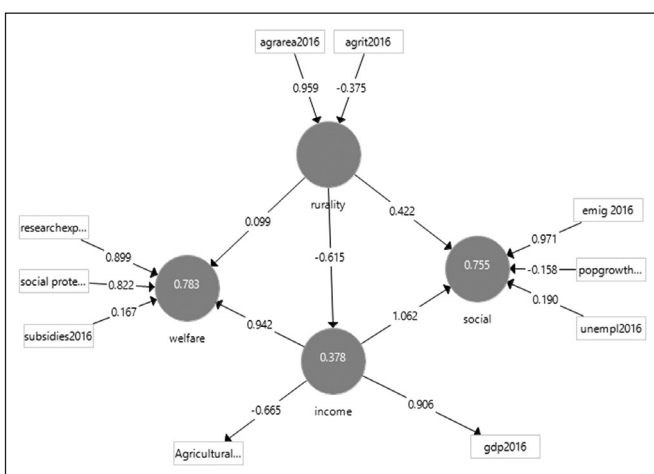 agrarea2016
agrit2016
0.959
-0.375
rurality
emig 2016
researchexp...
0.099
0.422
0.971
0.899
-0.615
0.755
-0.158
popgrowth...
social prote...
0.822
0.783
0.190
0.167
social
unempl2016
subsidies2016
welfare
0.942
1.062
0.378
income
-0.665
0.906
Agricultural...
gdp2016